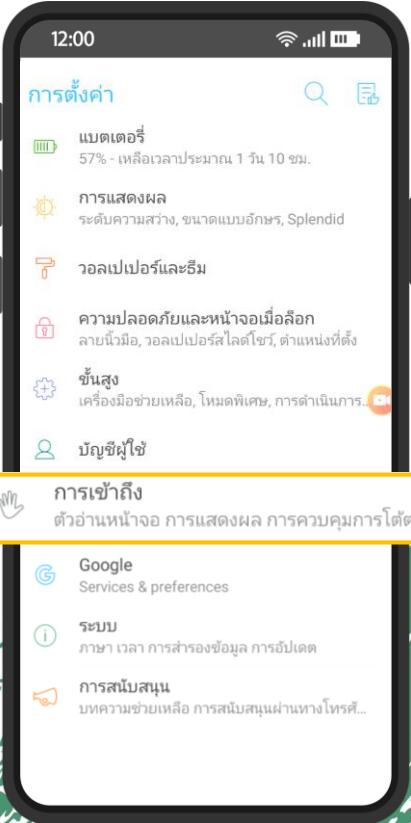 12:00
การตั้งค่า
แบตเตอรี่
57% - เหลือเวลาประมาณ 1 วัน 10 ชม.
การแสดงผล
ระดับความสว่าง, ขนาดแบบอักษร, Splendid
วอลเปเปอร์และธีม
ความปลอดภัยและหน้าจอเมื่อล็อก
ลายนิ้วมือ, วอลเปเปอร์สไลด์โชว์, ตำแหน่งที่ตั้ง
ขั้นสูง
เครื่องมือช่วยเหลือ, โหมดพิเศษ, การดำเนินการ...
บัญชีผู้ใช้
การเข้าถึง
ตัวอ่านหน้าจอ การแสดงผล การควบคุมการโต้ต
Google
Services & preferences
ระบบ
ภาษา เวลา การสำรองข้อมูล การอัปเดต
การสนับสนุน
บทความช่วยเหลือ การสนับสนุนผ่านทางโทรศั...